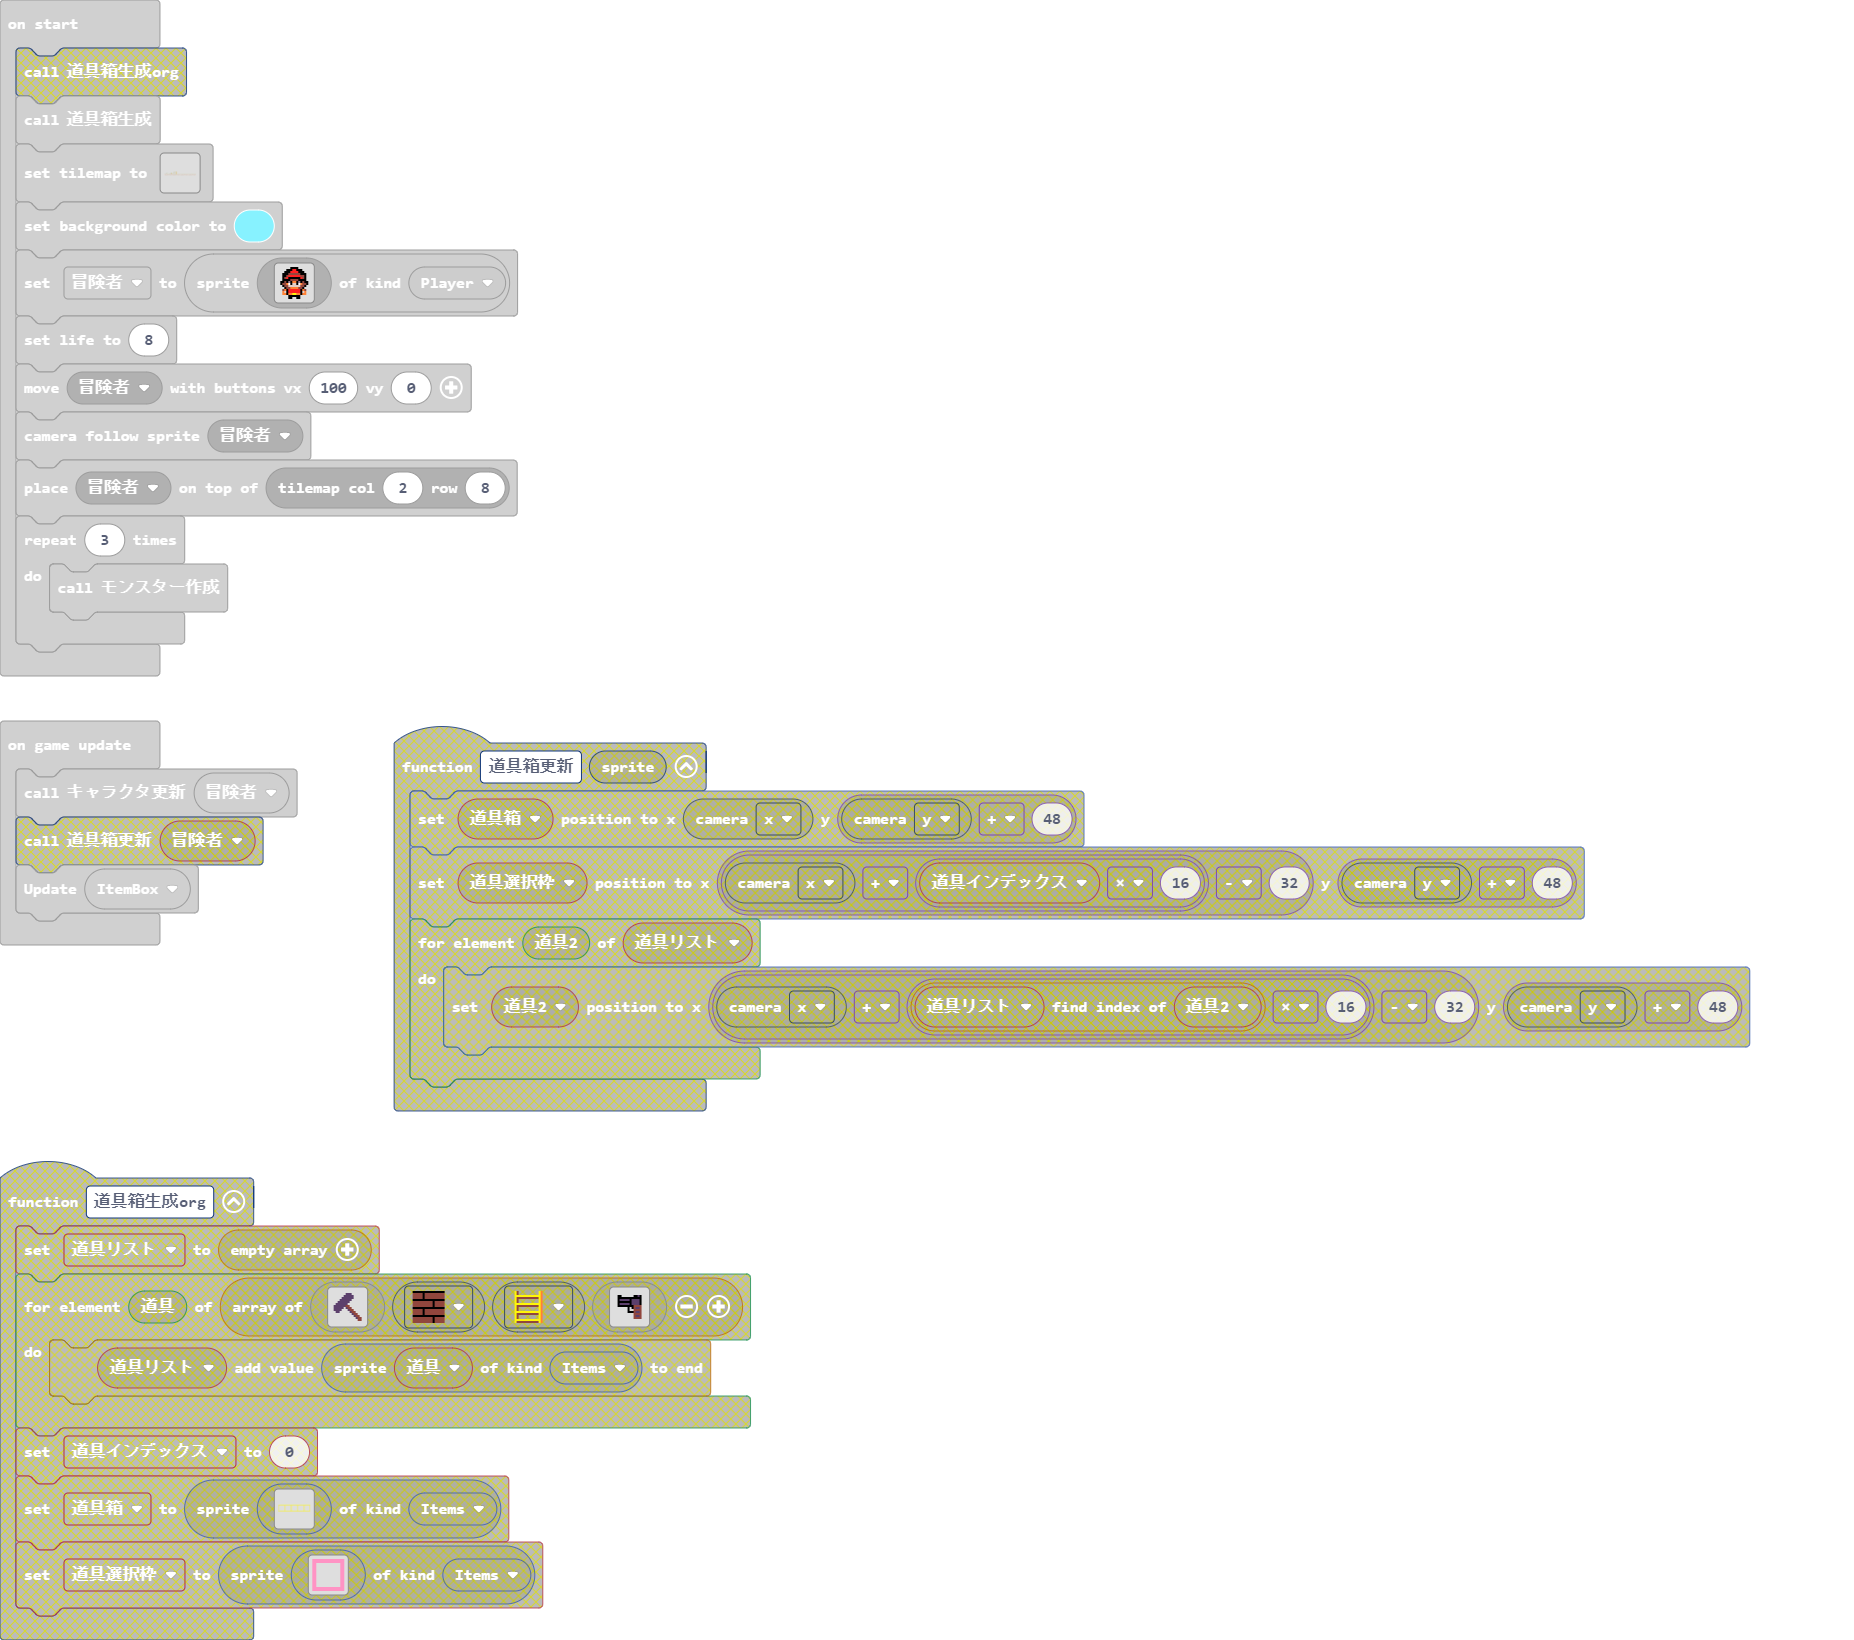 on start
call 道具箱生成org
call 道具箱生成
set tilemap to
set background color to
set 冒険者 to sprite of kind Player
set life to 8
move 冒険者 with buttons vx 100 vy 0
camera follow sprite 冒険者
place 冒険者 on top of tilemap col 2 row 8
repeat 3 times
do
call モンスター作成
on game update
call キャラクタ更新 冒険者
call 道具箱更新 冒険者
Update ItemBox
function 道具箱更新 sprite
set 道具箱 position to x camera x y camera y + 48
set 道具選択枠 position to x camera x + 道具インデックス × 16 - 32 y camera y + 48
for element 道具2 of 道具リスト
do
set 道具2 position to x camera x + 道具リスト find index of 道具2 × 16 - 32 y camera y + 48
function 道具箱生成org
set 道具リスト to empty array
for element 道具 of array of
do
道具リスト add value sprite 道具 of kind Items to end
set 道具インデックス to 0
set 道具箱 to sprite of kind Items
set 道具選択枠 to sprite of kind Items